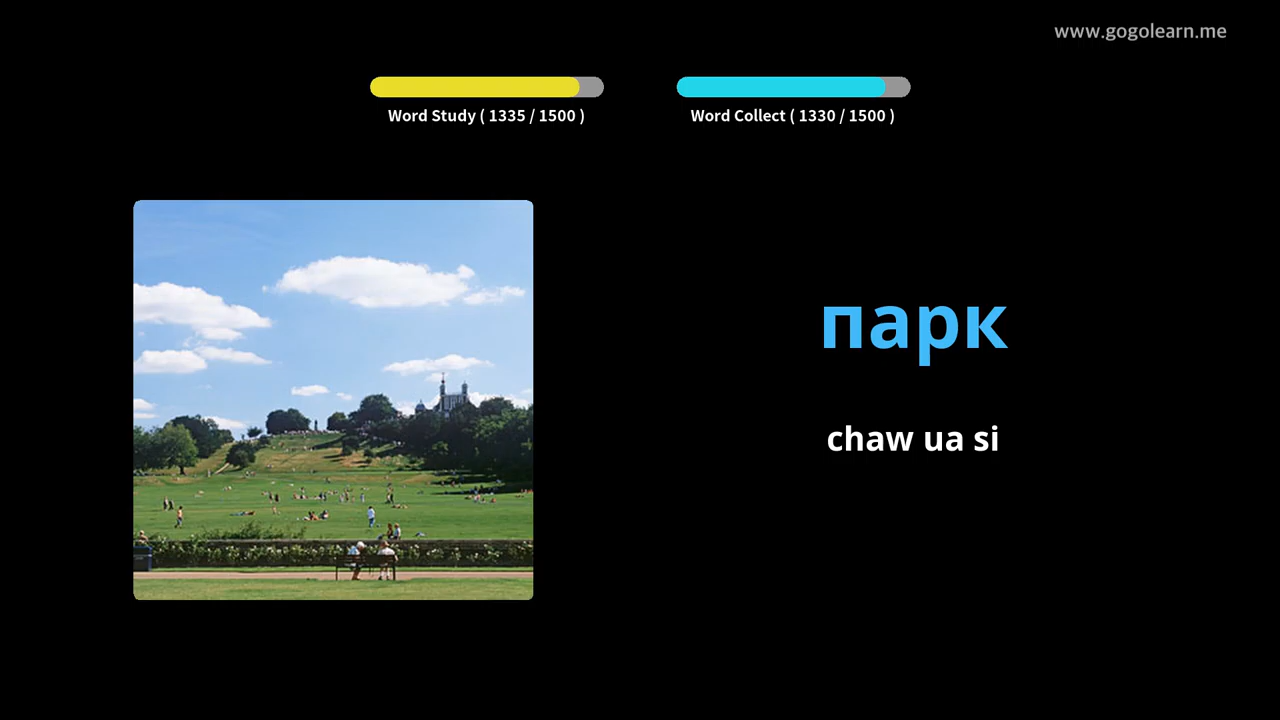 www.gogolearn.me
Word Study ( 1335 / 1500 )
Word Collect ( 1330 / 1500 )
парк
chaw ua si